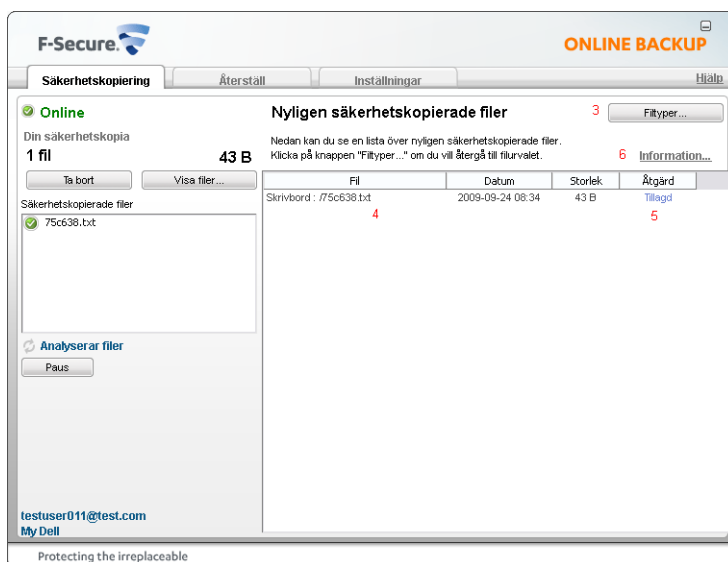 F-Secure.
ONLINE BACKUP
Säkerhetskopiering
Återställ
Inställningar
Hjälp
Online
Din säkerhetskopia
1 fil
43 B
Ta bort
Visa filer...
Säkerhetskopierade filer
75c638.txt
Analyserar filer
Paus
testuser011@test.com
My Dell
Nyligen säkerhetskopierade filer
3
Filtyper...
Nedan kan du se en lista över nyligen säkerhetskopierade filer.
Klicka på knappen "Filtyper..." om du vill återgå till filurvalet.
6
Information...
Fil Datum Storlek Åtgärd
Skrivbord : /75c638.txt 2009-09-24 08:34 43 B Tillagd
4
5
Protecting the irreplaceable